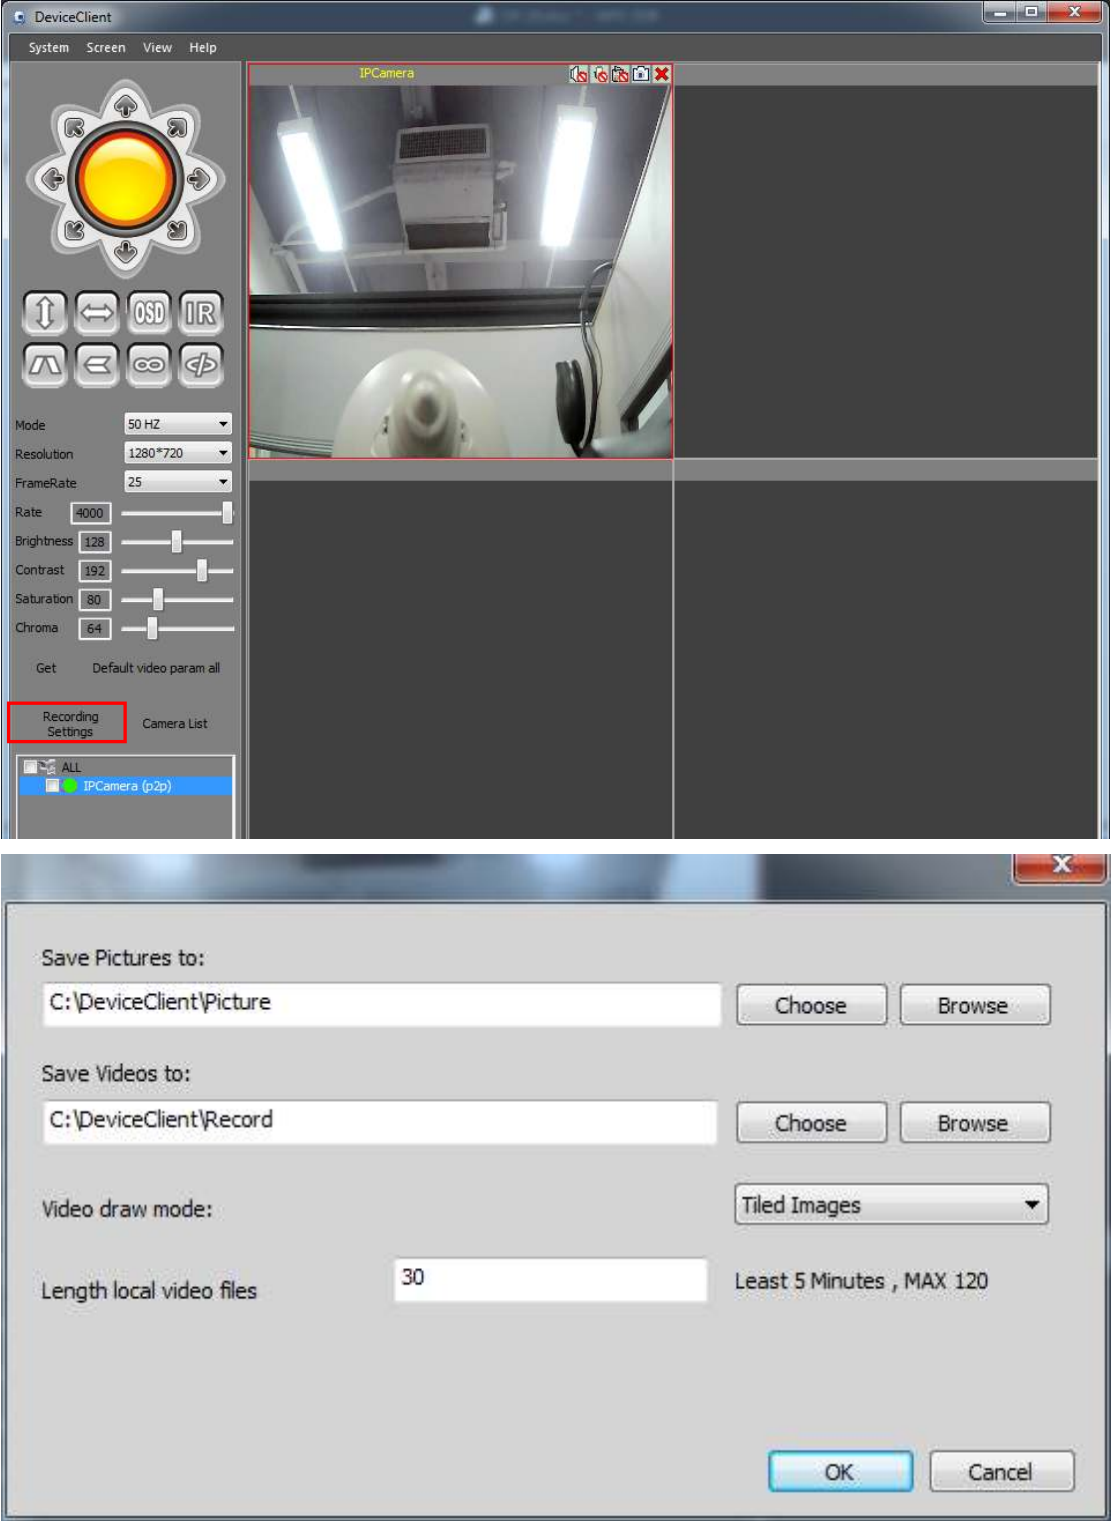 DeviceClient
System Screen View Help
IPCamera
OSD IR
Mode 50 HZ
Resolution 1280*720
FrameRate 25
Rate 4000
Brightness 128
Contrast 192
Saturation 80
Chroma 64
Get Default video param all
Recording
Settings
Camera List
ALL
IPCamera (p2p)
Save Pictures to:
C:\DeviceClient\Picture Choose Browse
Save Videos to:
C:\DeviceClient\Record Choose Browse
Video draw mode: Tiled Images
Length local video files 30 Least 5 Minutes , MAX 120
OK Cancel